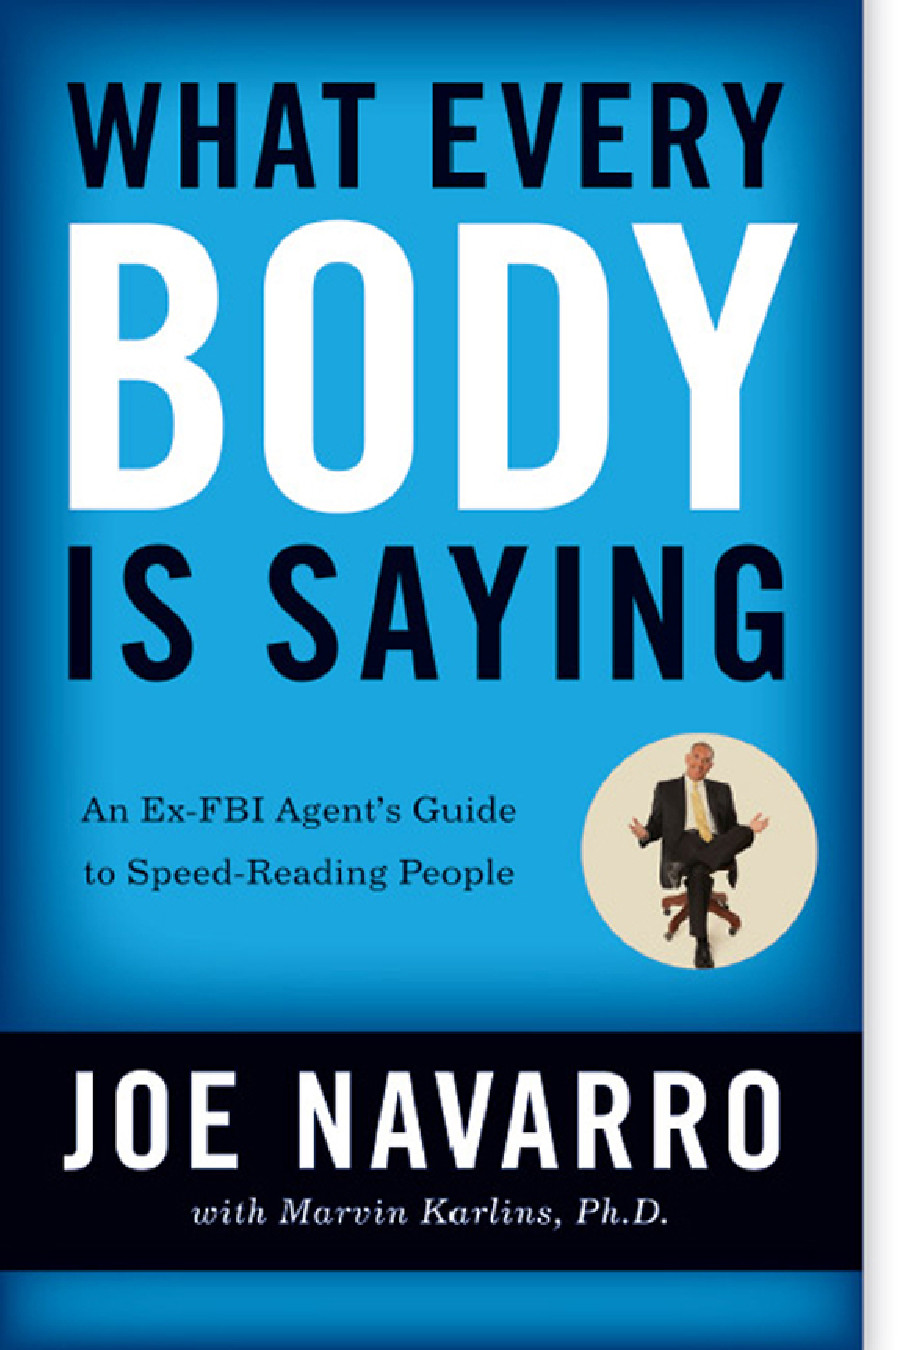 WHAT EVERY
BODY
IS SAYING
An Ex-FBI Agent's Guide
to Speed-Reading People
JOE NAVARRO
with Marvin Karlins, Ph.D.